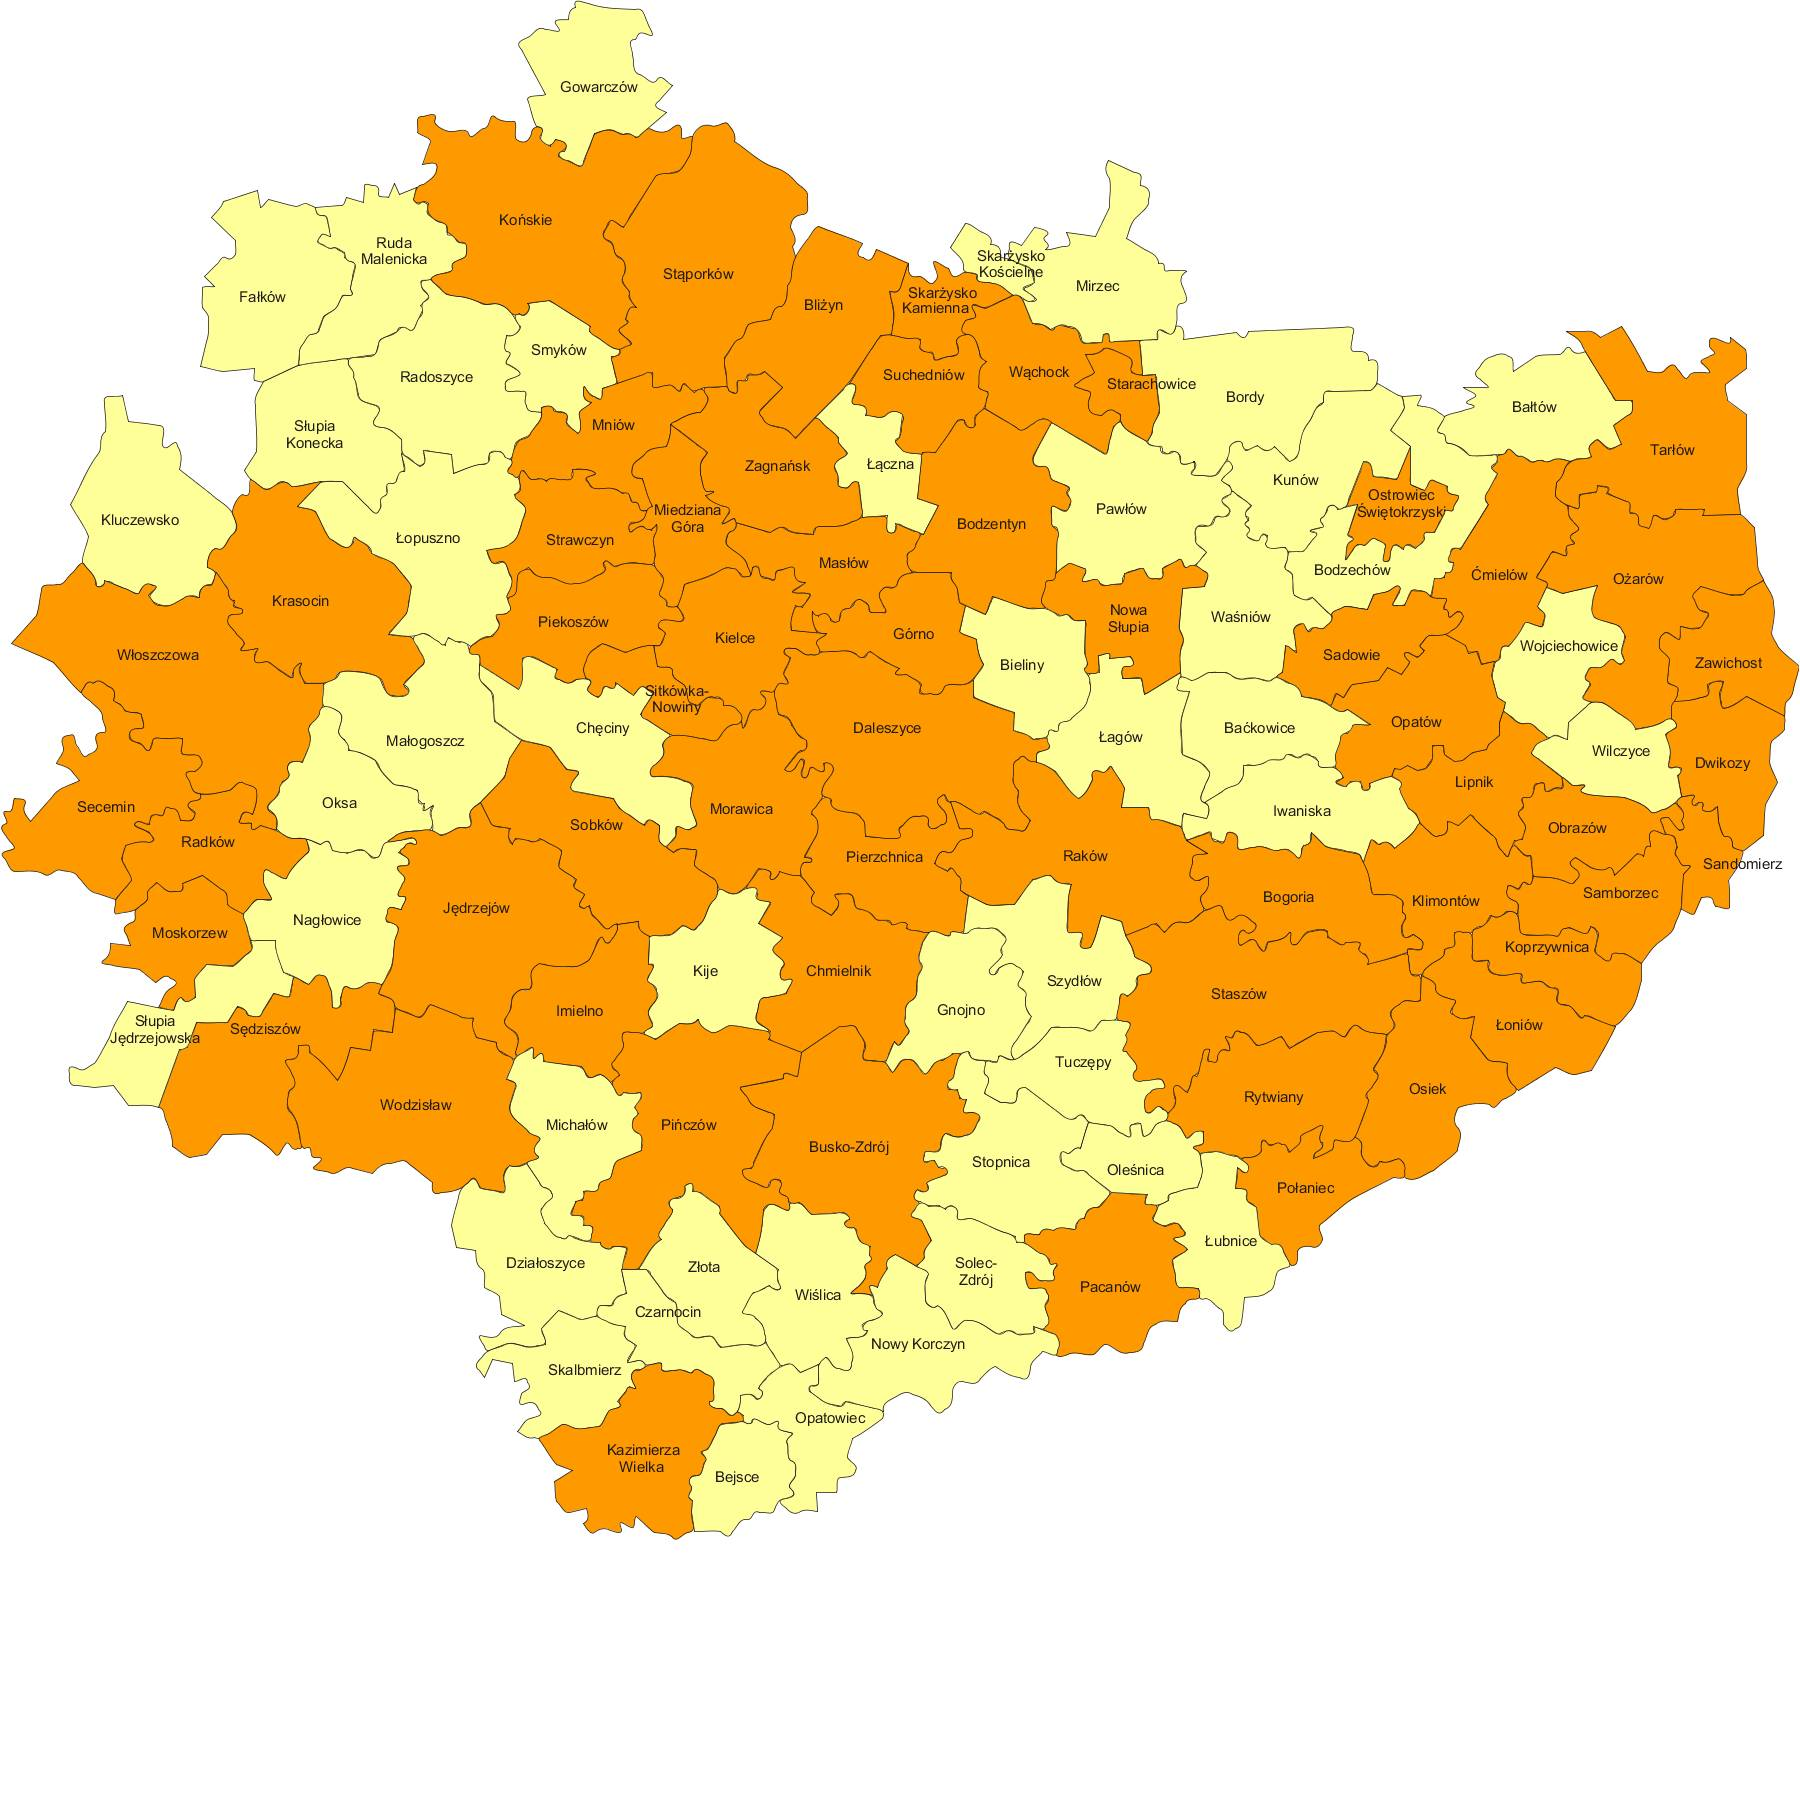 Gowarczów
Końskie
Ruda
Malenicka
Fałków
Stąporków
Bliżyn
Skarżysko
Kościelne
Mirzec
Skarżysko
Kamienna
Smyków
Radoszyce
Suchedniów
Wąchock
Starachowice
Bordy
Bałtów
Słupia
Konecka
Mniów
Zagnańsk
Łączna
Tarłów
Kunów
Ostrowiec
Świętokrzyski
Kluczewsko
Łopuszno
Strawczyn
Miedziana
Góra
Bodzentyn
Pawłów
Masłów
Bodzechów
Ćmielów
Ożarów
Krasocin
Piekoszów
Kielce
Górno
Nowa
Słupia
Waśniów
Wojciechowice
Włoszczowa
Bieliny
Sadowie
Zawichost
Sitkówka-
Nowiny
Chęciny
Daleszyce
Łagów
Baćkowice
Opatów
Małogoszcz
Wilczyce
Dwikozy
Secemin
Oksa
Sobków
Morawica
Iwaniska
Lipnik
Radków
Pierzchnica
Raków
Obrazów
Sandomierz
Jędrzejów
Bogoria
Klimontów
Samborzec
Moskorzew
Nagłowice
Koprzywnica
Kije
Chmielnik
Szydłów
Staszów
Imielno
Gnojno
Łoniów
Słupia
Jędrzejowska
Sędziszów
Tuczępy
Wodzisław
Rytwiany
Osiek
Michałów
Pińczów
Busko-Zdrój
Stopnica
Oleśnica
Połaniec
Działoszyce
Złota
Solec-
Zdrój
Łubnice
Pacanów
Wiślica
Czarnocin
Nowy Korczyn
Skalbmierz
Opatowiec
Kazimierza
Wielka
Bejsce